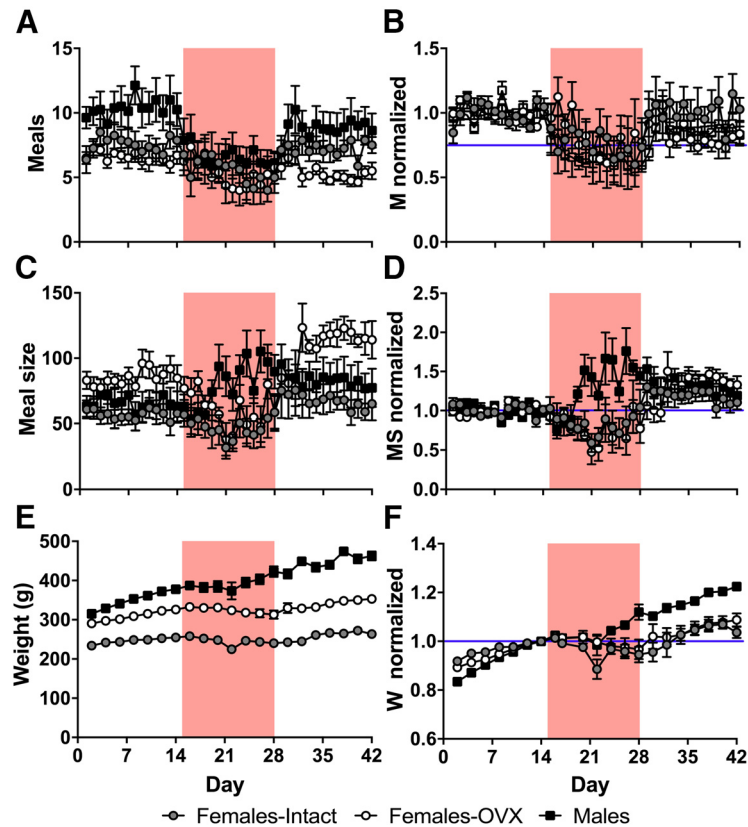 A
B
15
10
5
0
Meals
1.5
1.0
0.5
0.0
M normalized
C
D
150
100
50
0
Meal size
2.5
2.0
1.5
1.0
0.5
0.0
MS normalized
E
F
500
400
300
200
100
0
Weight (g)
1.4
1.2
1.0
0.8
0.6
W normalized
0 7 14 21 28 35 42
0 7 14 21 28 35 42
Day
Day
Females-Intact Females-OVX Males